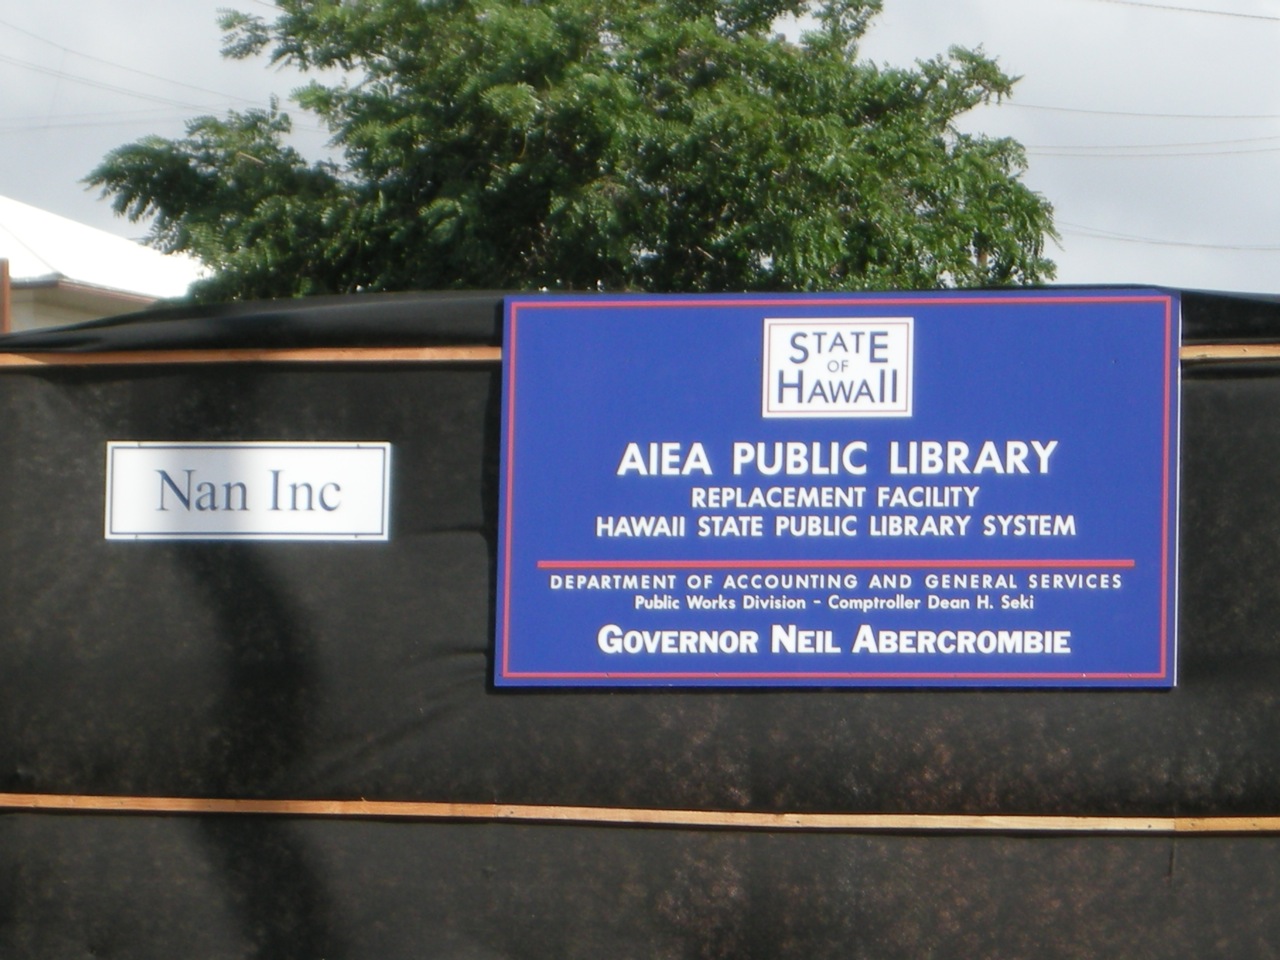 Nan Inc
STATE
OF
HAWAII
AIEA PUBLIC LIBRARY
REPLACEMENT FACILITY
HAWAII STATE PUBLIC LIBRARY SYSTEM
DEPARTMENT OF ACCOUNTING AND GENERAL SERVICES
Public Works Division - Comptroller Dean H. Seki
GOVERNOR NEIL ABERCROMBIE